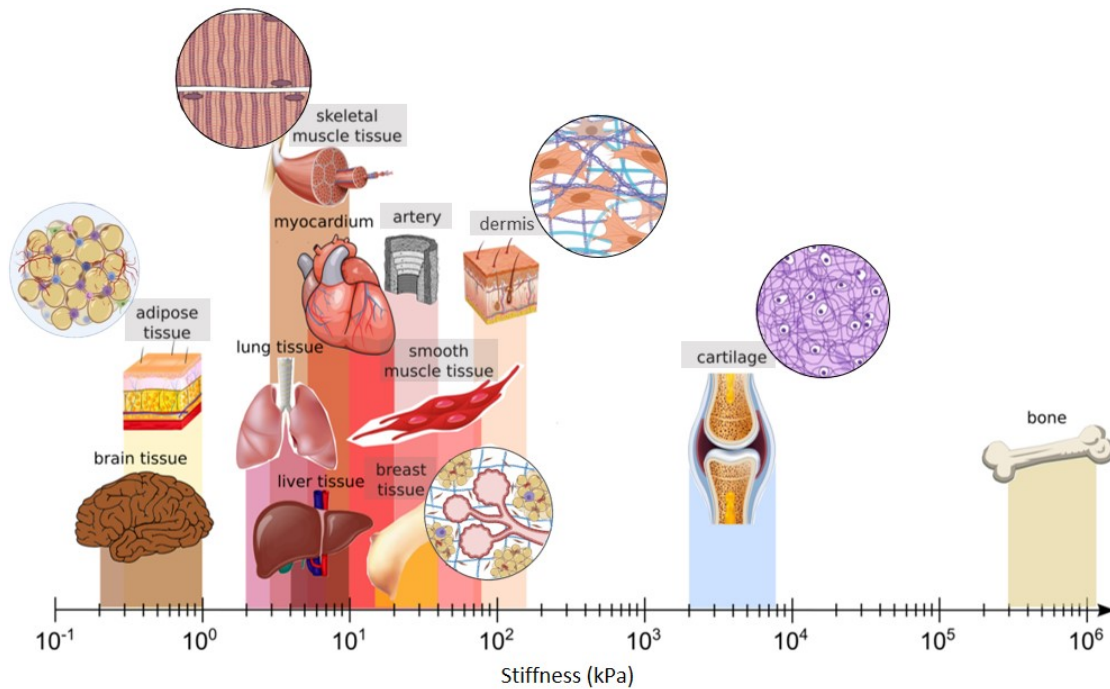 skeletal
muscle tissue
myocardium
artery
dermis
adipose
tissue
lung tissue
smooth
muscle tissue
cartilage
bone
brain tissue
liver tissue
breast
tissue
10-1
100
101
102
103
104
105
106
Stiffness (kPa)